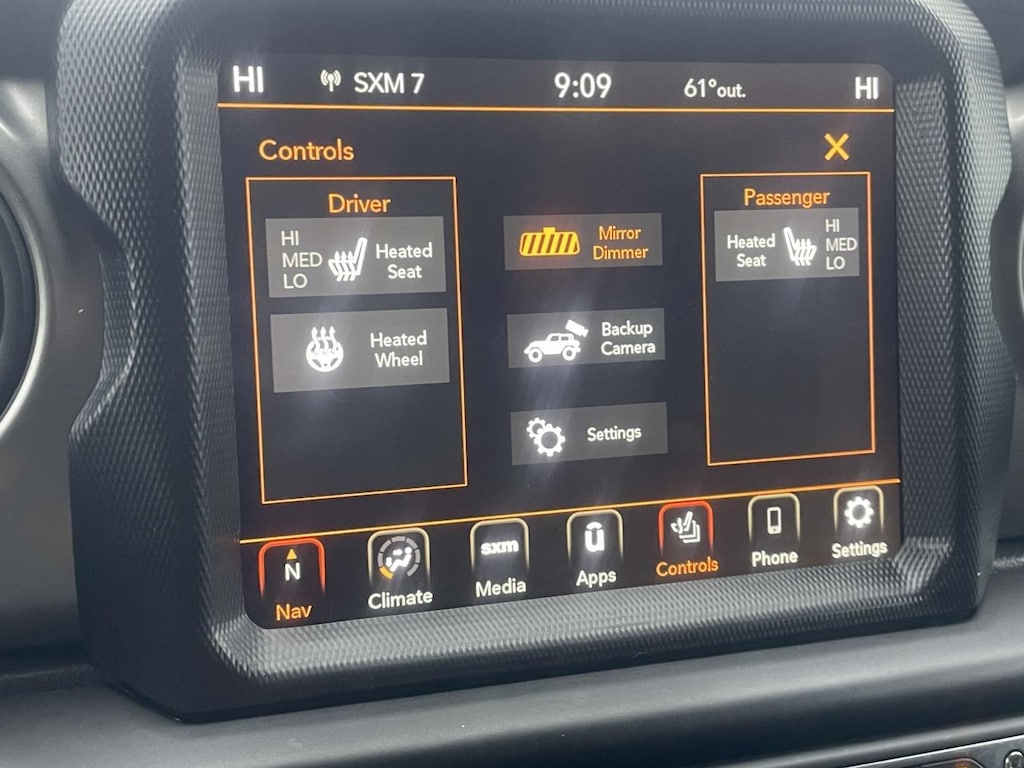 HI SXM 7 9:09 61°out. HI
Controls
Driver
HI
MED
LO
Heated
Seat
Heated
Wheel
Mirror
Dimmer
Backup
Camera
Settings
Passenger
Heated
Seat
HI
MED
LO
N
Nav
Climate
sxm
Media
u
Apps
Controls
Phone
Settings